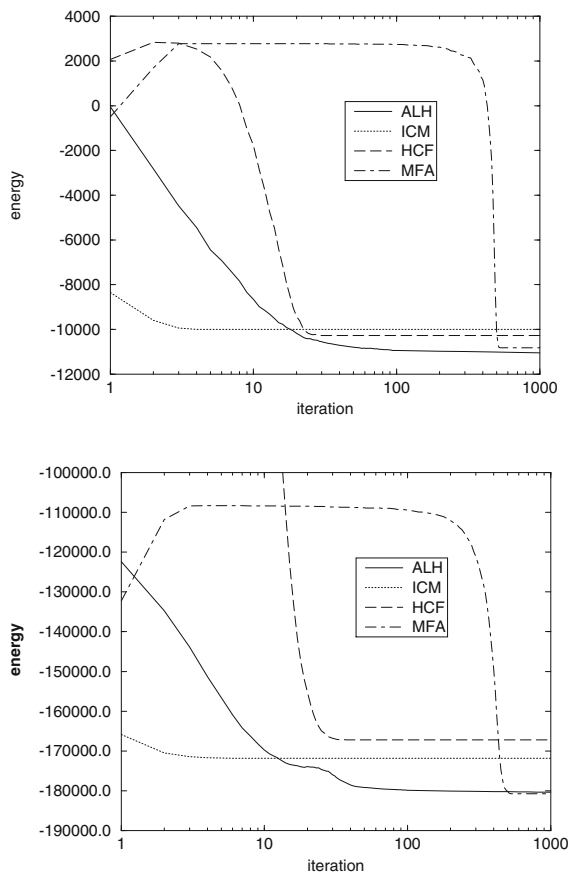 4000
2000
0
-2000
-4000
-6000
-8000
-10000
-12000
energy
ALH
ICM
HCF
MFA
1 10 100 1000
iteration
-100000.0
-110000.0
-120000.0
-130000.0
-140000.0
-150000.0
-160000.0
-170000.0
-180000.0
-190000.0
energy
ALH
ICM
HCF
MFA
1 10 100 1000
iteration